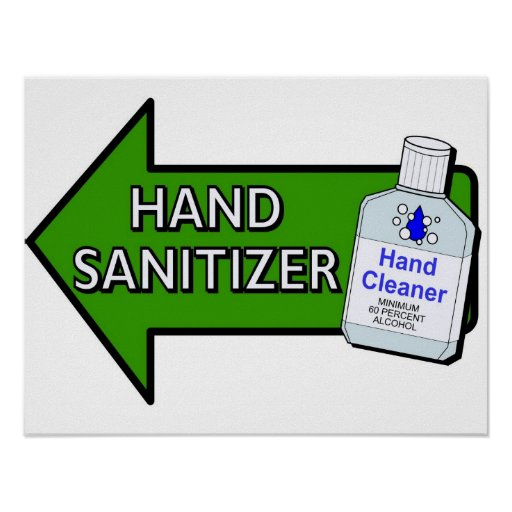 HAND
SANITIZER
Hand
Cleaner
MINIMUM
60 PERCENT
ALCOHOL